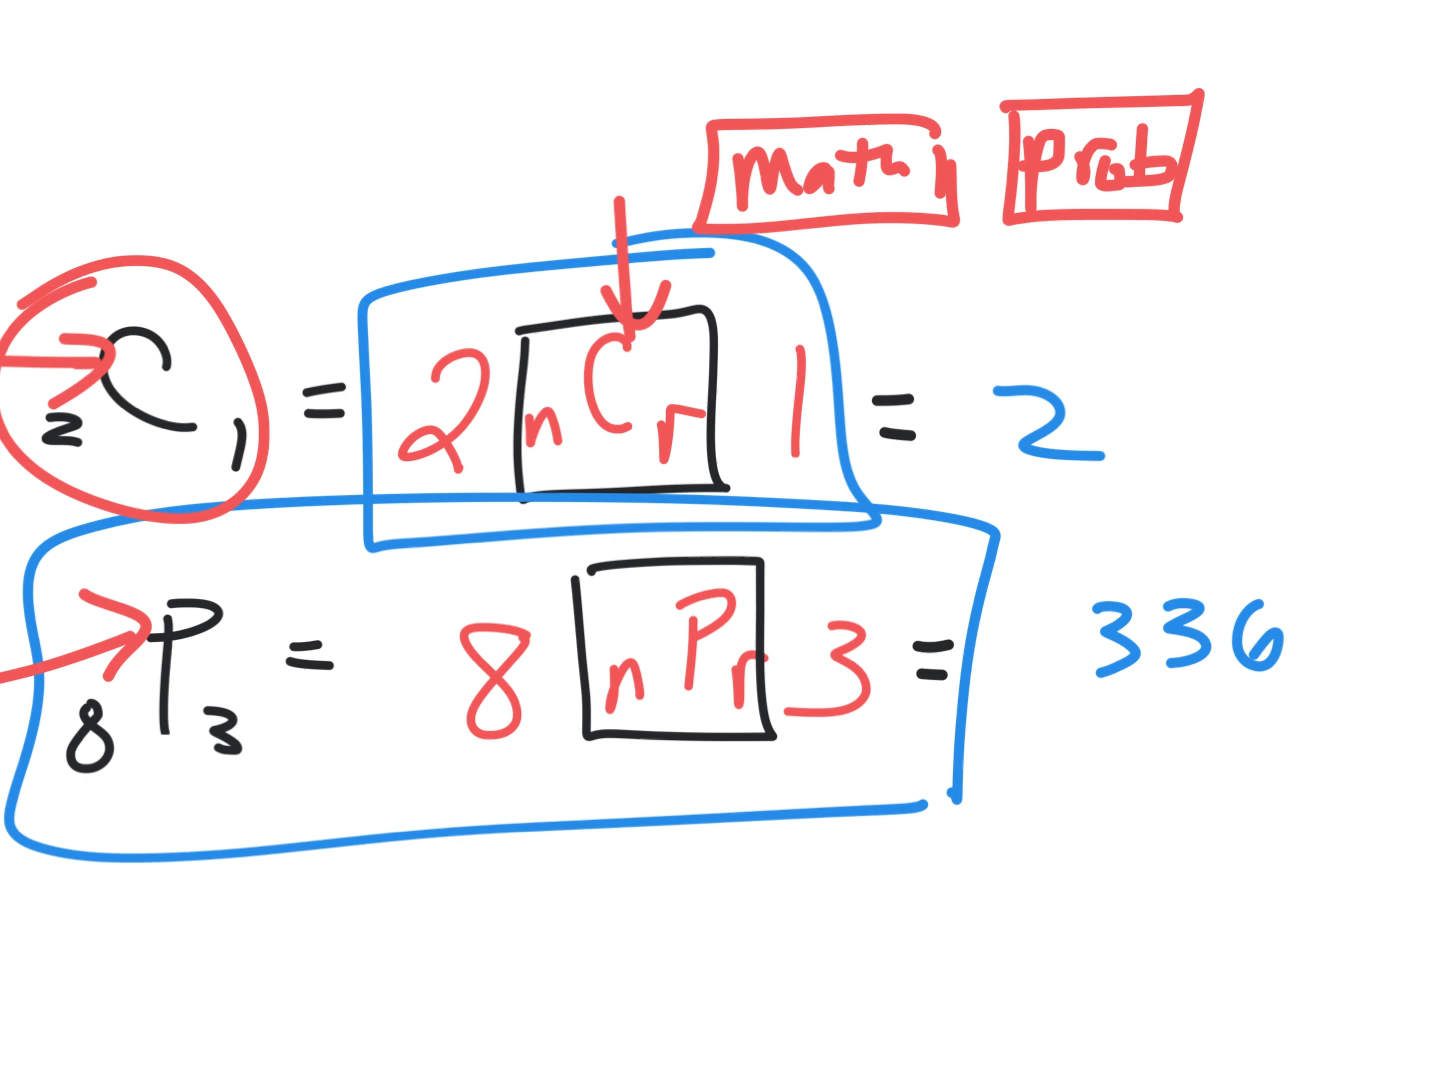 Math Prob
2C1 = 2 nCr 1 = 2
8P3 = 8 nPr 3 = 336